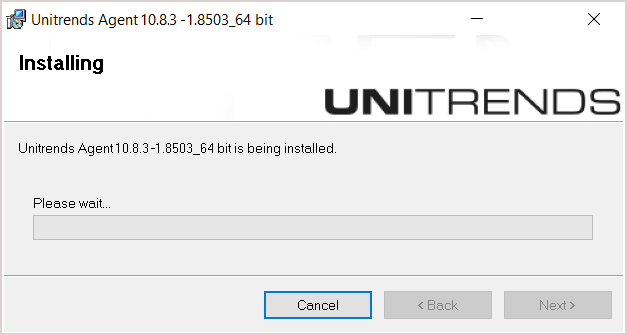 Unitrends Agent 10.8.3 -1.8503_64 bit
Installing
UNITRENDS
Unitrends Agent 10.8.3-1.8503_64 bit is being installed.
Please wait...
Cancel
< Back
Next >